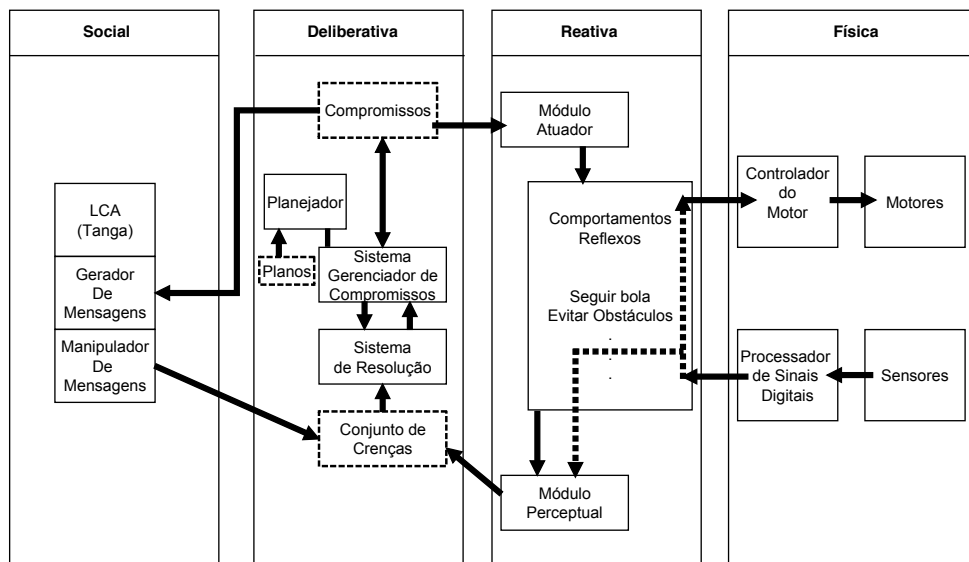 Social
LCA
(Tanga)
Gerador
De
Mensagens
Manipulador
De
Mensagens
Deliberativa
Compromissos
Planejador
Planos
Sistema
Gerenciador de
Compromissos
Sistema
de Resolução
Conjunto de
Crenças
Reativa
Módulo
Atuador
Comportamentos
Reflexos
Seguir bola
Evitar Obstáculos
.
.
.
Módulo
Perceptual
Física
Controlador
do
Motor
Motores
Processador
de Sinais
Digitais
Sensores